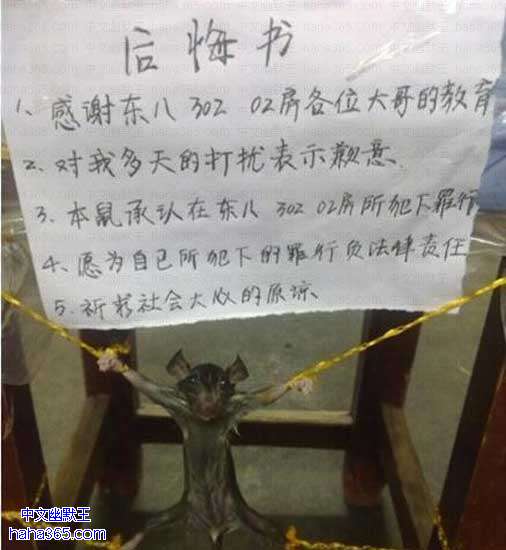 后悔书
1、感谢东八 302 02房各位大哥的教育
2、对我多天的打扰表示歉意、
3、本鼠承认在东八 302 02房所犯下罪行
4、愿为自己所犯下的罪行负法律责任
5、祈求社会大众的原谅、
中文幽默王
haha365.com